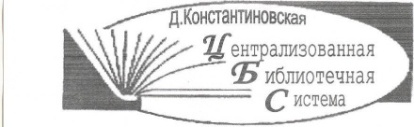 Д.Константиновская
Централизованная
Библиотечная
Система